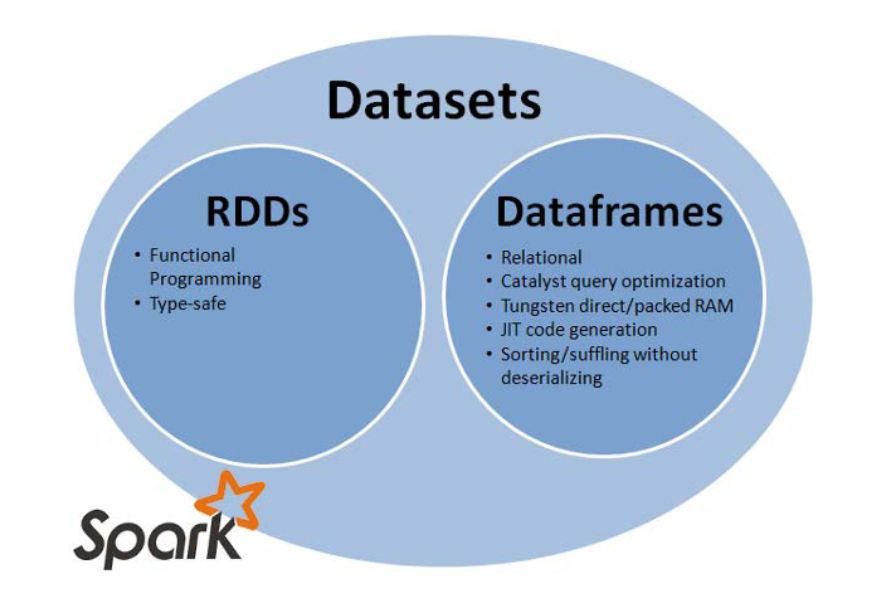 Datasets
RDDs
• Functional
Programming
• Type-safe
Dataframes
• Relational
• Catalyst query optimization
• Tungsten direct/packed RAM
• JIT code generation
• Sorting/suffling without
deserializing
Spark